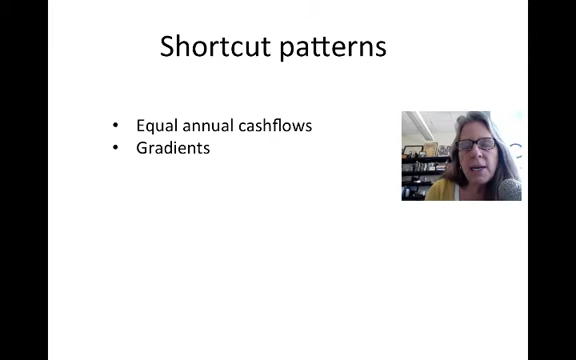 Shortcut patterns
• Equal annual cashflows
• Gradients